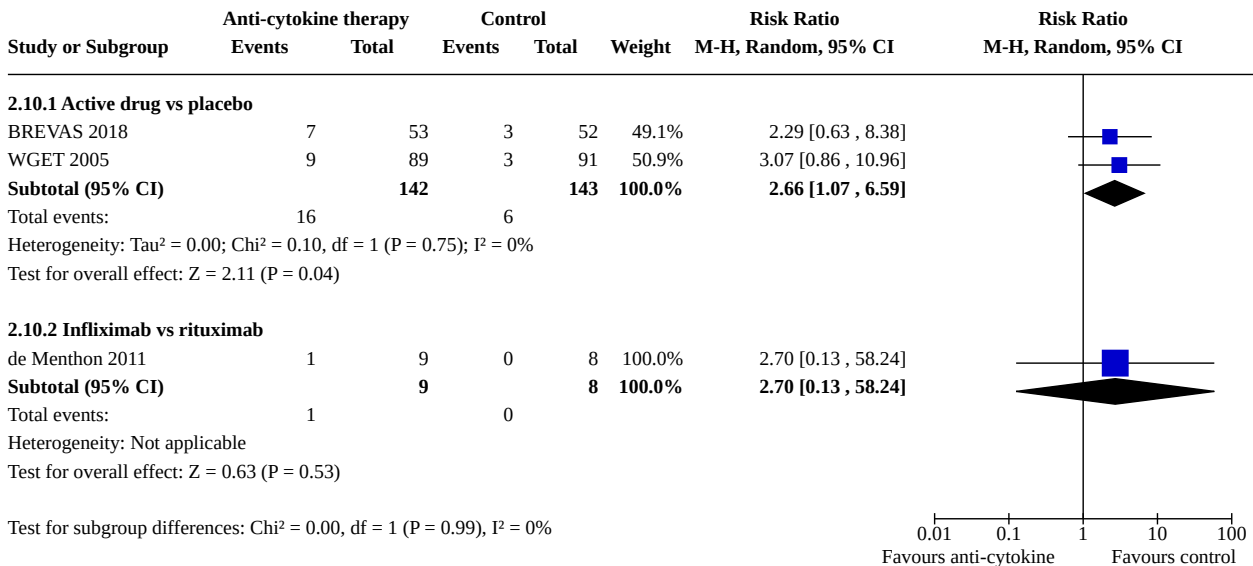 Anti-cytokine therapy Control Risk Ratio Risk Ratio
Study or Subgroup Events Total Events Total Weight M-H, Random, 95% CI M-H, Random, 95% CI
2.10.1 Active drug vs placebo
BREVAS 2018 7 53 3 52 49.1% 2.29 [0.63 , 8.38]
WGET 2005 9 89 3 91 50.9% 3.07 [0.86 , 10.96]
Subtotal (95% CI) 142 143 100.0% 2.66 [1.07 , 6.59]
Total events: 16 6
Heterogeneity: Tau² = 0.00; Chi² = 0.10, df = 1 (P = 0.75); I² = 0%
Test for overall effect: Z = 2.11 (P = 0.04)
2.10.2 Infliximab vs rituximab
de Menthon 2011 1 9 0 8 100.0% 2.70 [0.13 , 58.24]
Subtotal (95% CI) 9 8 100.0% 2.70 [0.13 , 58.24]
Total events: 1 0
Heterogeneity: Not applicable
Test for overall effect: Z = 0.63 (P = 0.53)
Test for subgroup differences: Chi² = 0.00, df = 1 (P = 0.99), I² = 0%
0.01 0.1 1 10 100
Favours anti-cytokine Favours control